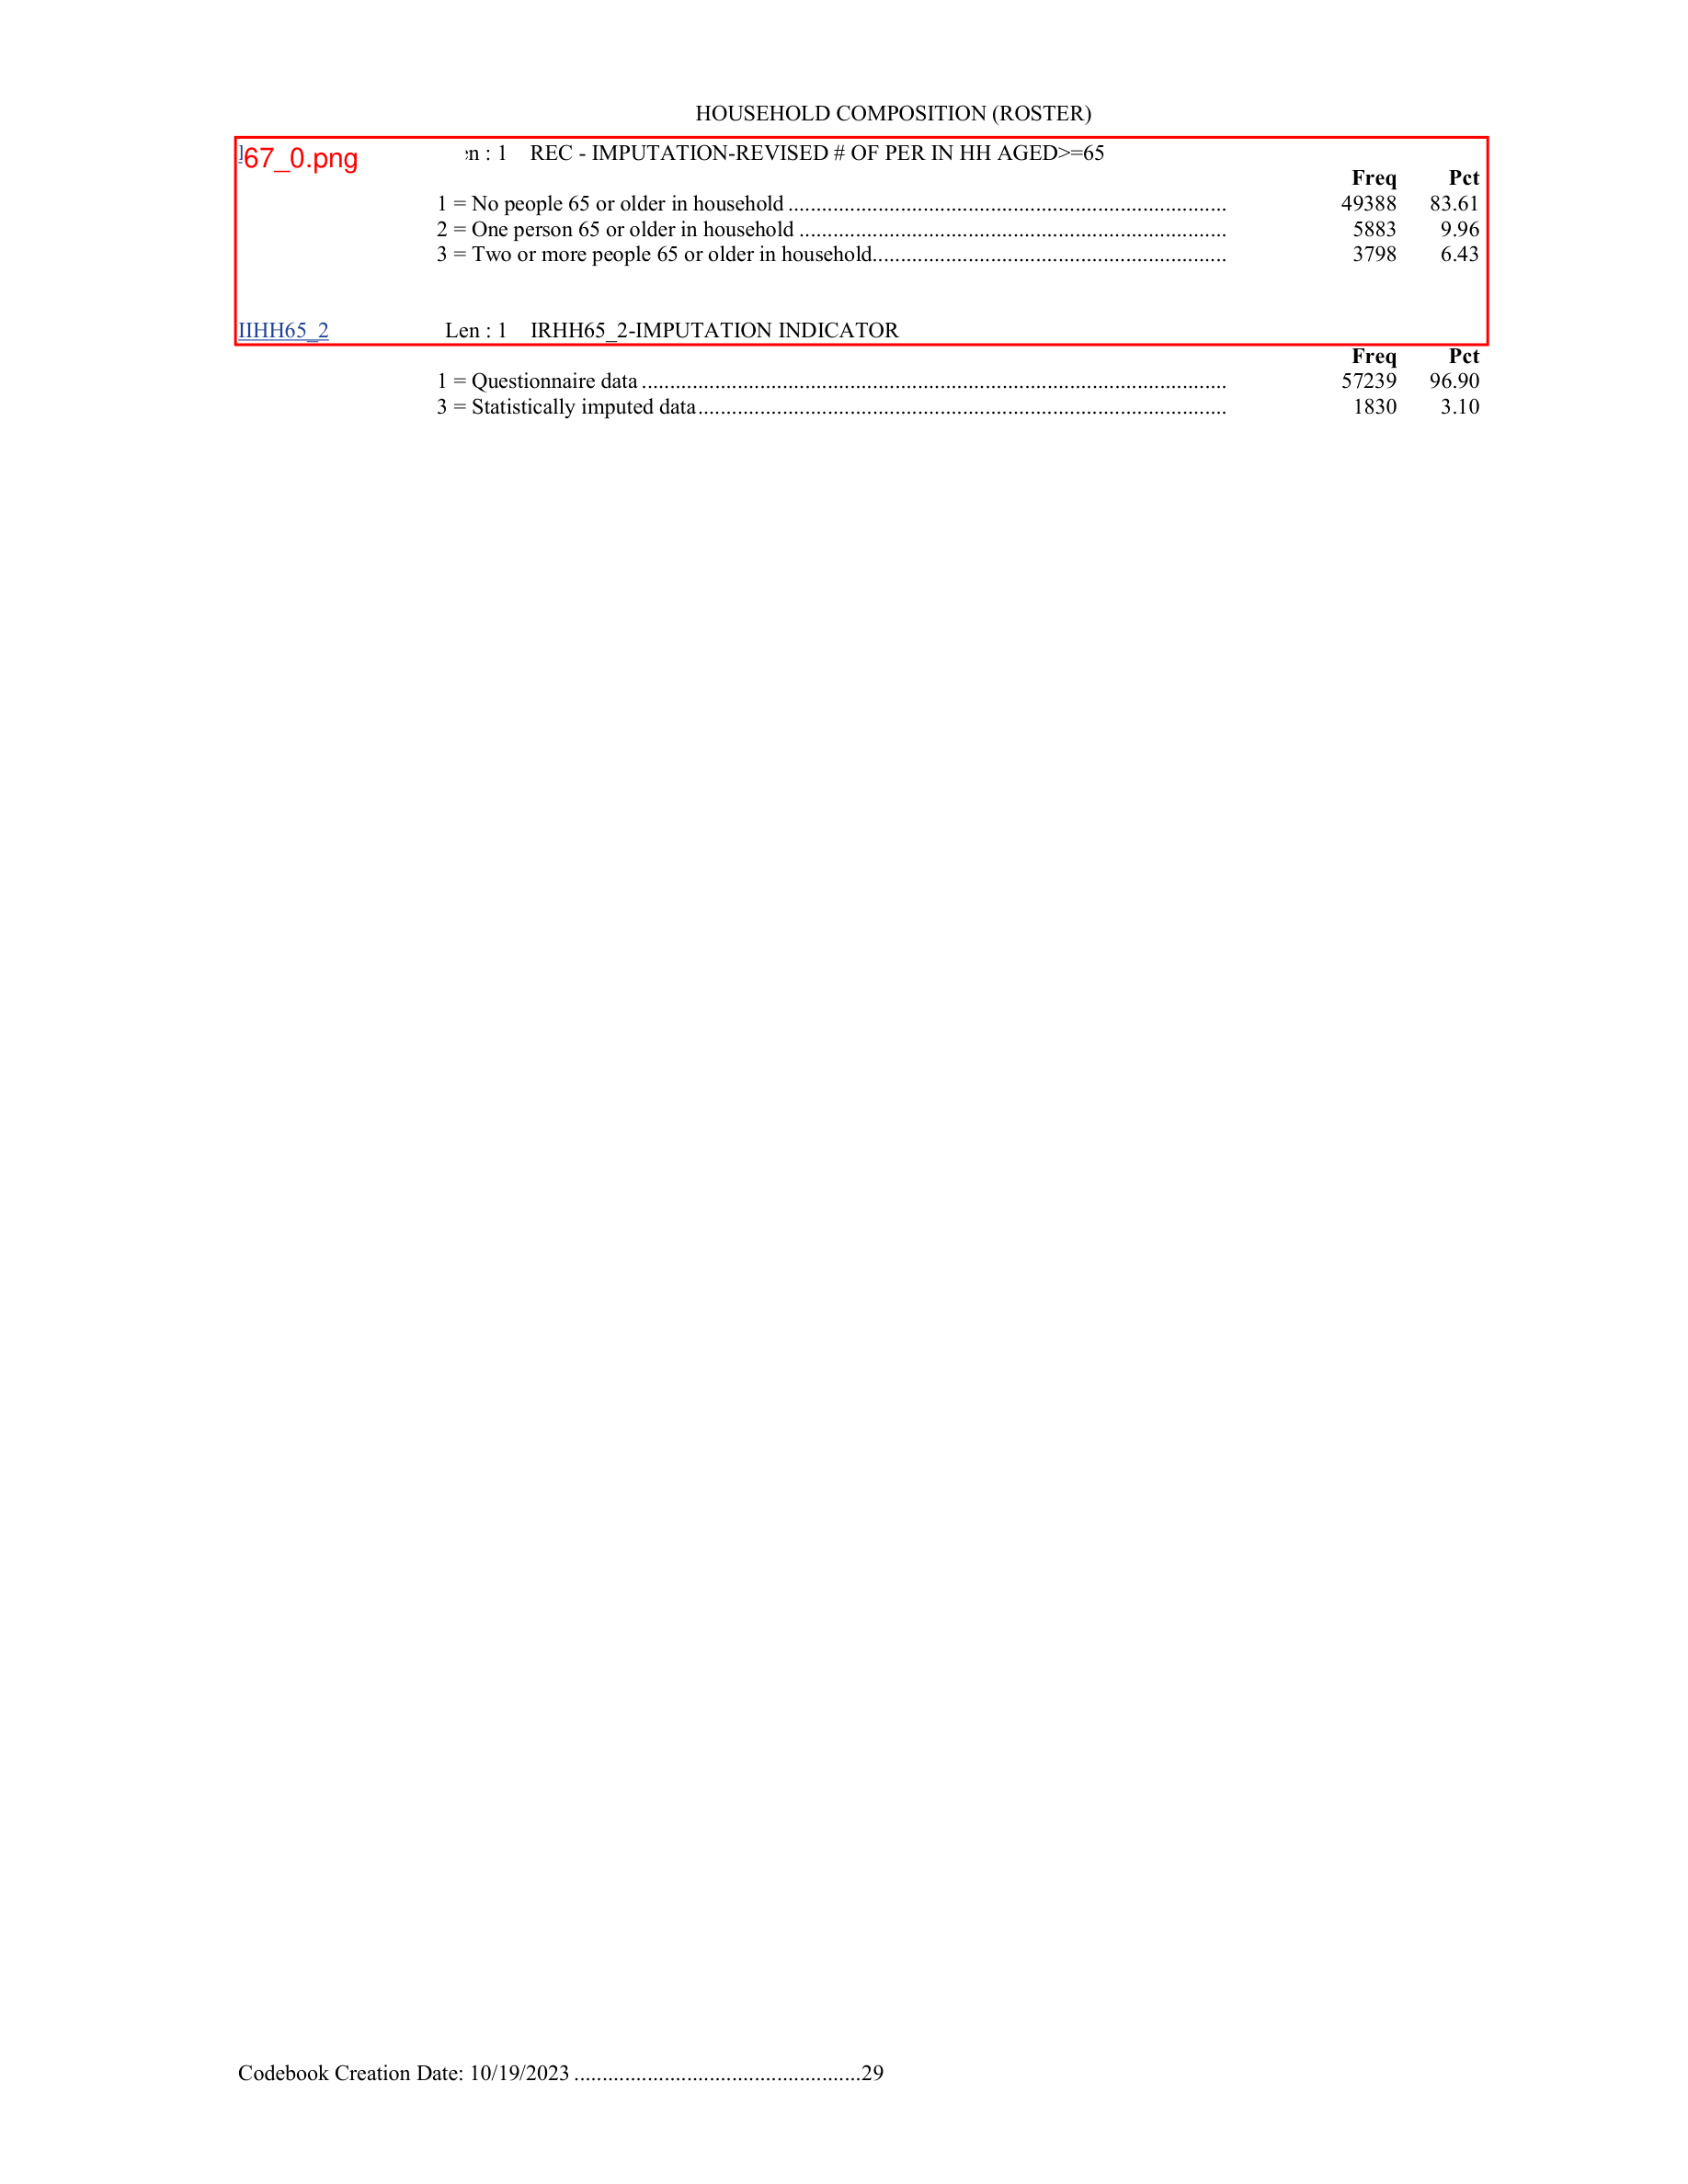 HOUSEHOLD COMPOSITION (ROSTER)
67_0.png en : 1 REC - IMPUTATION-REVISED # OF PER IN HH AGED>=65
Freq Pct
1 = No people 65 or older in household ............................................................................. 49388 83.61
2 = One person 65 or older in household ........................................................................... 5883 9.96
3 = Two or more people 65 or older in household.............................................................. 3798 6.43
IIHH65_2 Len : 1 IRHH65_2-IMPUTATION INDICATOR
Freq Pct
1 = Questionnaire data ....................................................................................................... 57239 96.90
3 = Statistically imputed data............................................................................................. 1830 3.10
Codebook Creation Date: 10/19/2023 ...................................................29